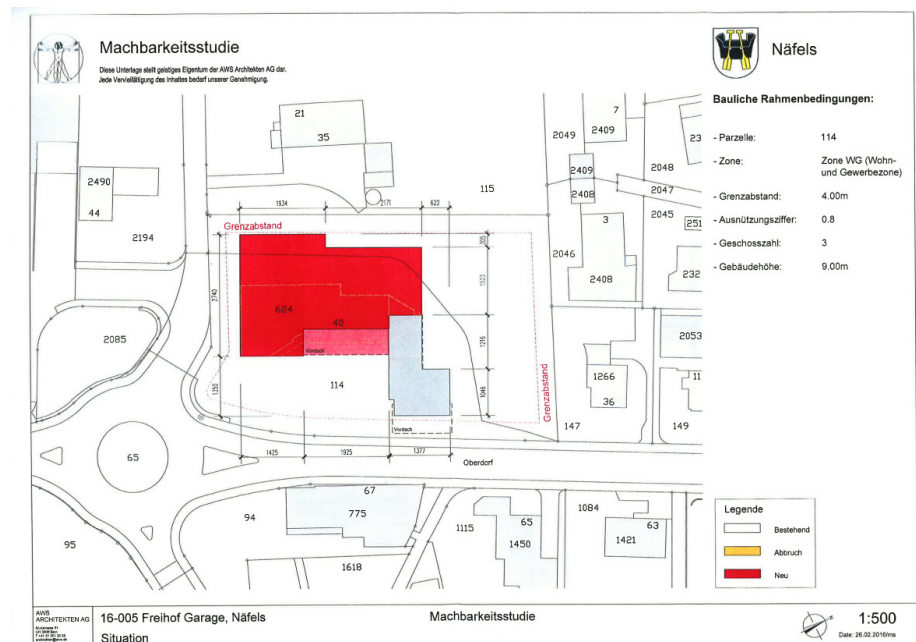 Machbarkeitsstudie
Diese Unterlage stellt geistiges Eigentum der AWS Architekten AG dar.
Jede Vervielfältigung des Inhaltes bedarf unserer Genehmigung.
Näfels
Bauliche Rahmenbedingungen:
- Parzelle: 114
- Zone: Zone WG (Wohn-
und Gewerbezone)
- Grenzabstand: 4.00m
- Ausnützungsziffer: 0.8
- Geschosszahl: 3
- Gebäudehöhe: 9.00m
21
35
7
2409
2049
23
2048
2409
2408
2047
2490
44
115
2045
251
3
2194
1934
2171
622
Grenzabstand
2046
305
232
2408
1523
2740
624
40
2085
2053
1216
Vordach
114
1266
11
36
1046
1350
Grenzabstand
147
149
Vordach
65
1425
1925
1377
Oberdorf
67
775
94
95
1115
65
1450
1084
63
1421
1618
Legende
Bestehend
Abbruch
Neu
AWS
ARCHITEKTEN AG
16-005 Freihof Garage, Näfels
Situation
Machbarkeitsstudie
1:500
Date: 26.02.2016/ms